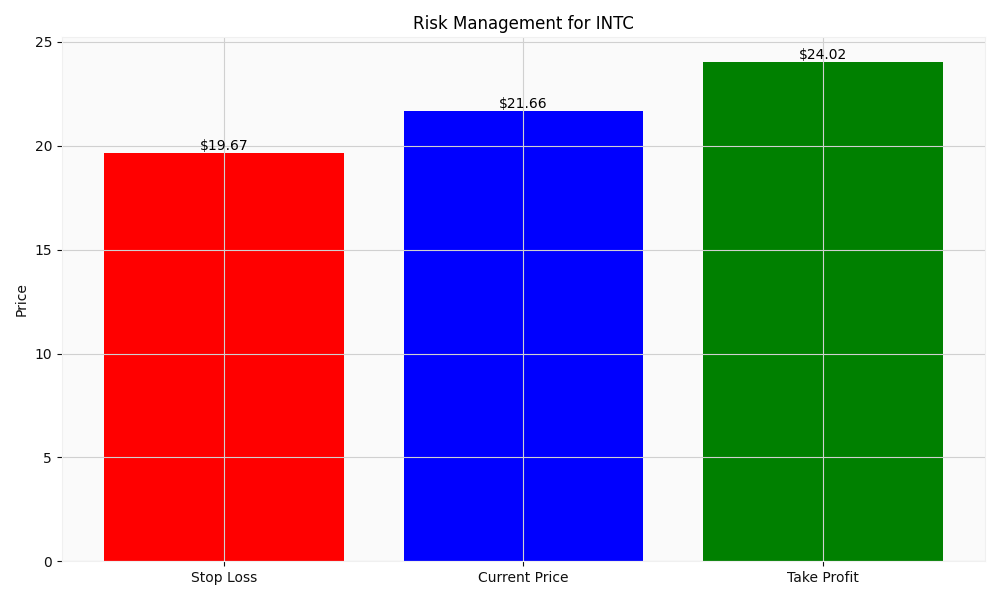 Risk Management for INTC
25
20
15
10
5
0
Price
$19.67
$21.66
$24.02
Stop Loss
Current Price
Take Profit